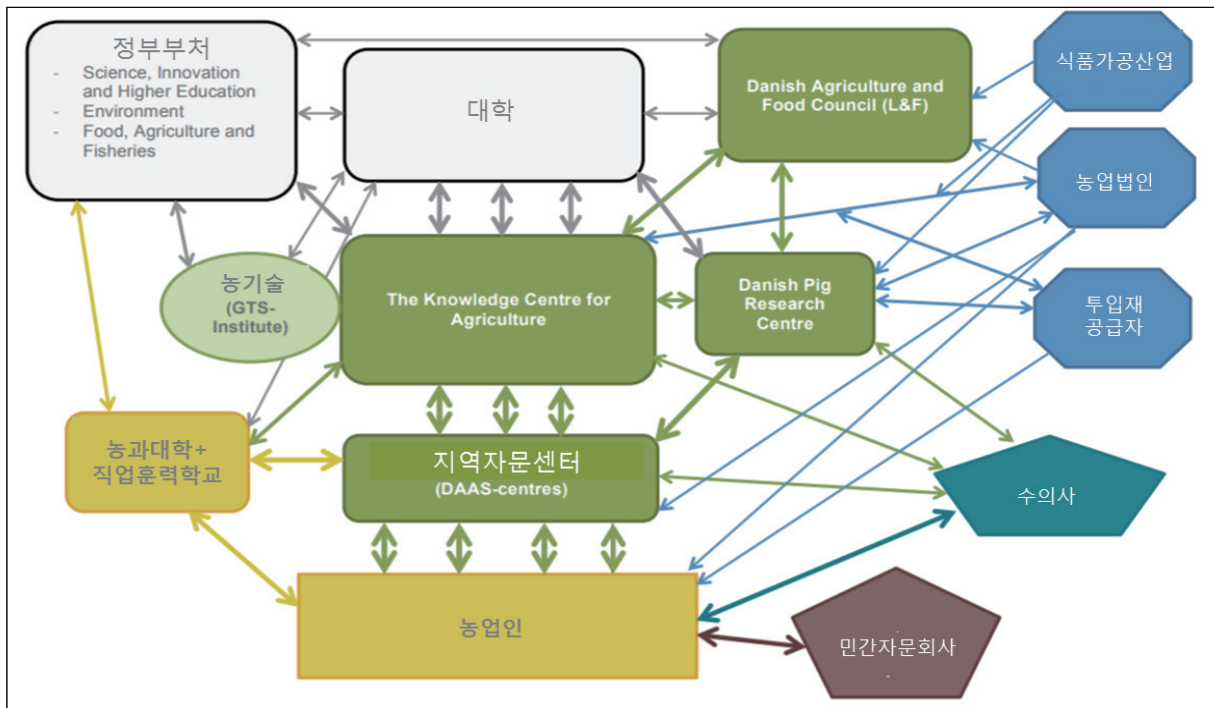 정부부처
- Science, Innovation
and Higher Education
- Environment
- Food, Agriculture and
Fisheries
대학
Danish Agriculture and
Food Council (L&F)
식품가공산업
농업법인
농기술
(GTS-
Institute)
The Knowledge Centre for
Agriculture
Danish Pig
Research
Centre
투입재
공급자
농과대학+
직업훈력학교
지역자문센터
(DAAS-centres)
수의사
농업인
민간자문회사